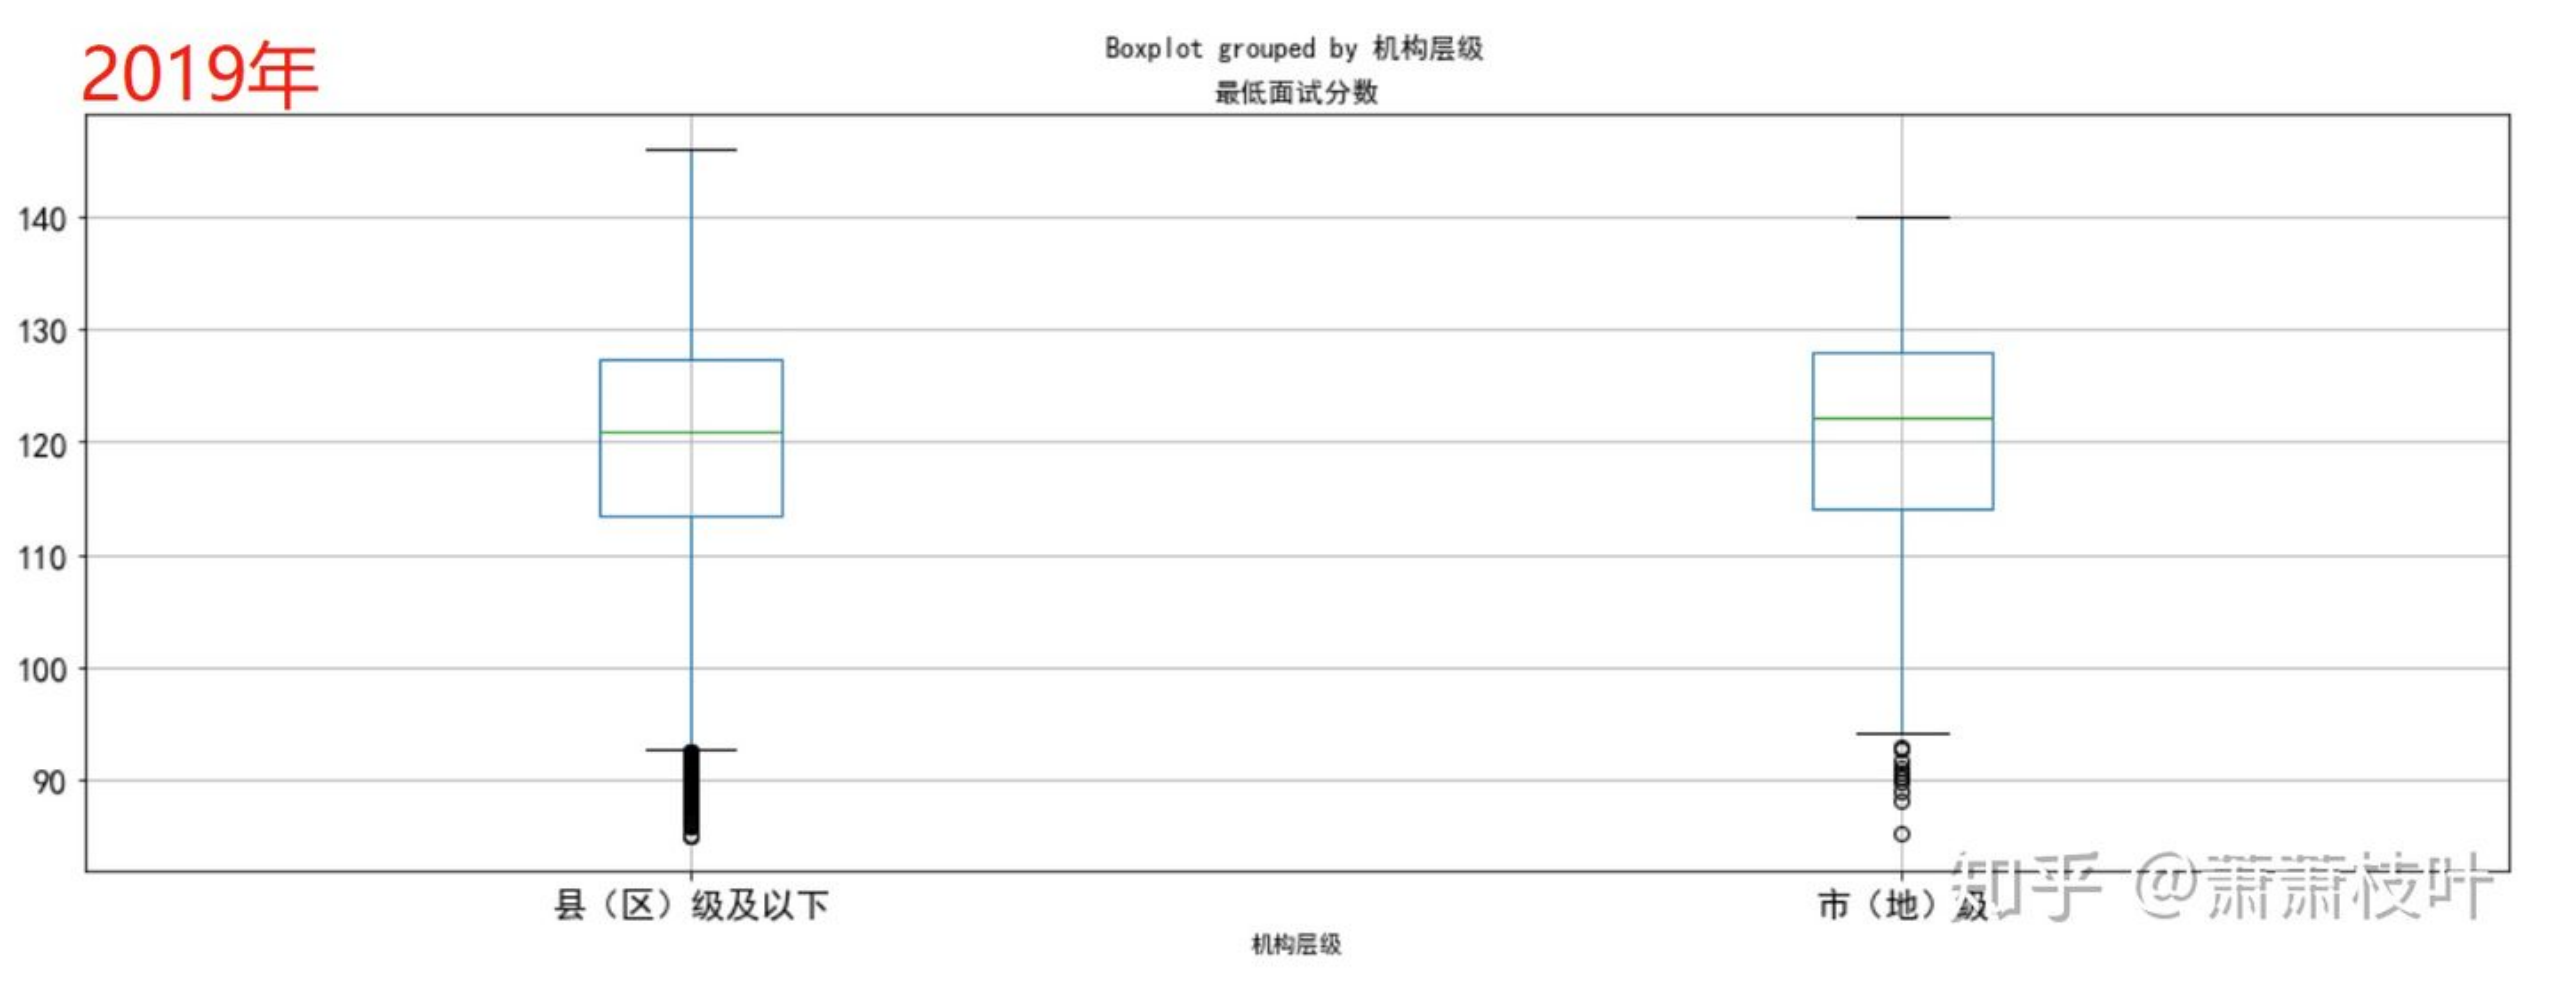 2019年
Boxplot grouped by 机构层级
最低面试分数
140
130
120
110
100
90
县（区）级及以下
市（地）级
机构层级
知乎 @萧萧枝叶